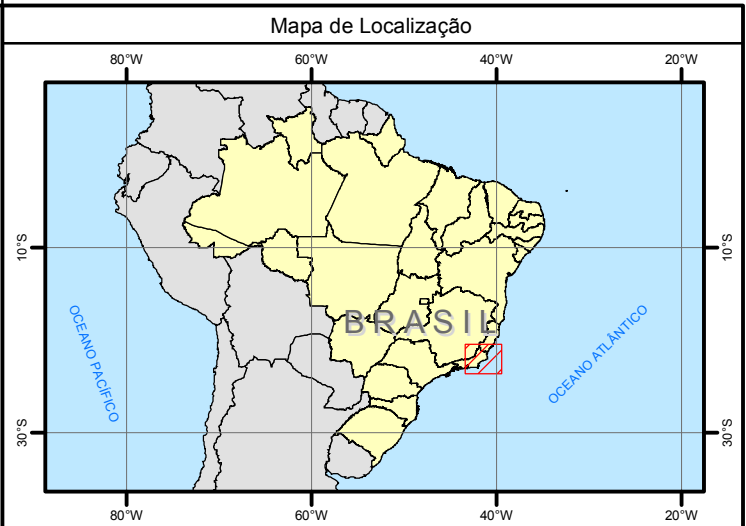 Mapa de Localização
80°W 60°W 40°W 20°W
10°S 10°S
BRASIL
OCEANO PACÍFICO
OCEANO ATLÂNTICO
30°S 30°S
80°W 60°W 40°W 20°W